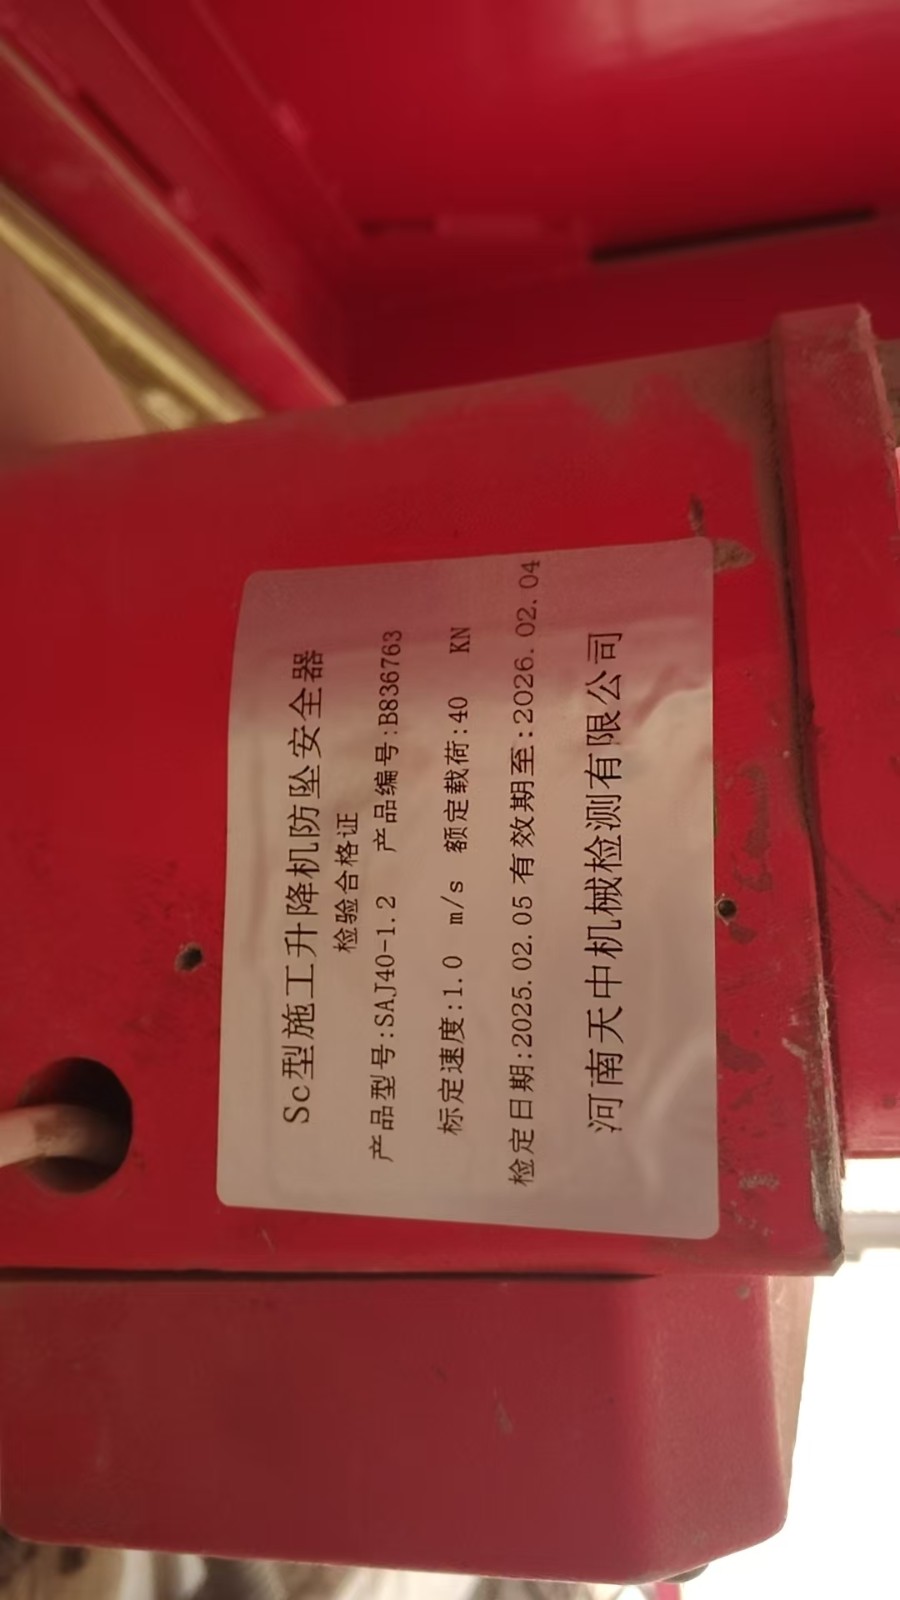 Sc型施工升降机防坠安全器
检验合格证
产品型号:SAJ40-1.2 产品编号:B836763
标定速度:1.0 m/s 额定载荷:40 KN
检定日期:2025.02.05有效期至:2026.02.04
河南天中机械检测有限公司